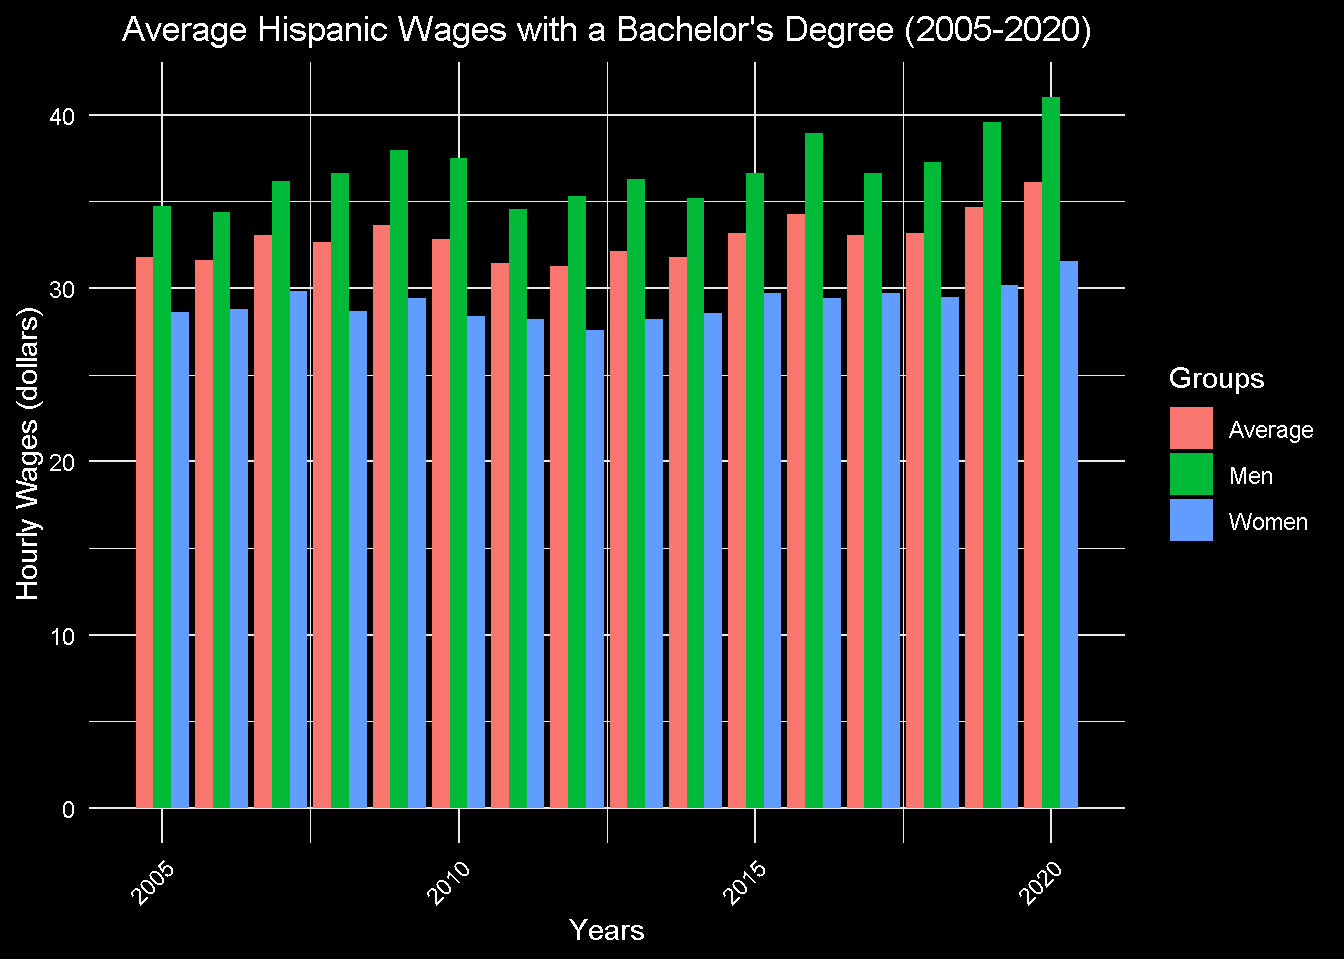 Average Hispanic Wages with a Bachelor's Degree (2005-2020)
Hourly Wages (dollars)
40
30
20
10
0
2005
2010
2015
2020
Years
Groups
Average
Men
Women